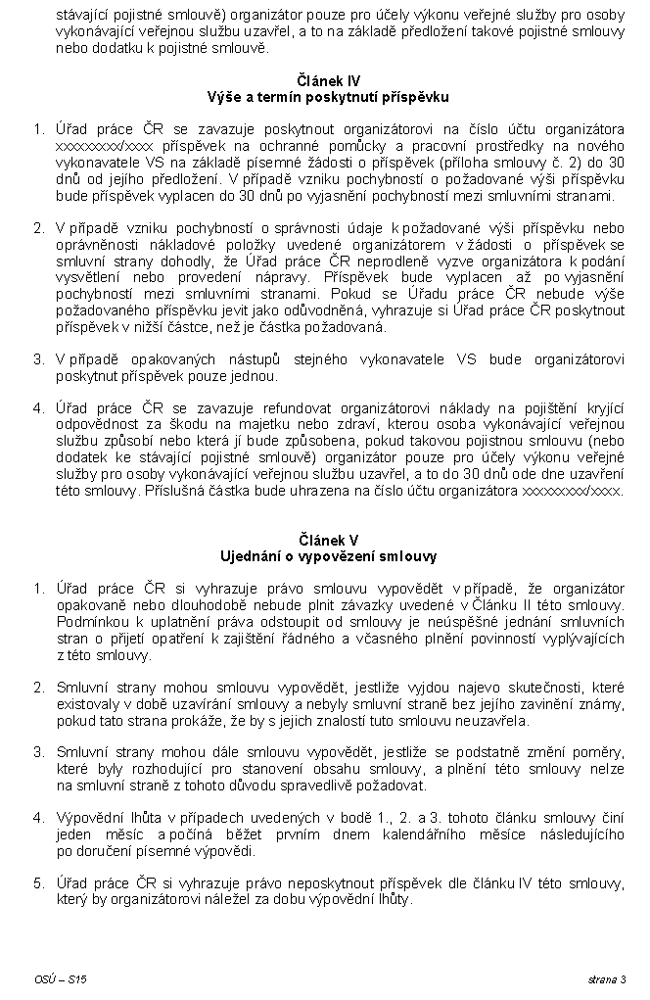 stávající pojistné smlouvě) organizátor pouze pro účely výkonu veřejné služby pro osoby
vykonávající veřejnou službu uzavřel, a to na základě předložení takové pojistné smlouvy
nebo dodatku k pojistné smlouvě.
Článek IV
Výše a termín poskytnutí příspěvku
1. Úřad práce ČR se zavazuje poskytnout organizátorovi na číslo účtu organizátora
xxxxxxxxx/xxxx příspěvek na ochranné pomůcky a pracovní prostředky na nového
vykonavatele VS na základě písemné žádosti o příspěvek (příloha smlouvy č. 2) do 30
dnů od jejího předložení. V případě vzniku pochybností o požadované výši příspěvku
bude příspěvek vyplacen do 30 dnů po vyjasnění pochybností mezi smluvními stranami.
2. V případě vzniku pochybností o správnosti údaje k požadované výši příspěvku nebo
oprávněnosti nákladové položky uvedené organizátorem v žádosti o příspěvek se
smluvní strany dohodly, že Úřad práce ČR neprodleně vyzve organizátora k podání
vysvětlení nebo provedení nápravy. Příspěvek bude vyplacen až po vyjasnění
pochybností mezi smluvními stranami. Pokud se Úřadu práce ČR nebude výše
požadovaného příspěvku jevit jako odůvodněná, vyhrazuje si Úřad práce ČR poskytnout
příspěvek v nižší částce, než je částka požadovaná.
3. V případě opakovaných nástupů stejného vykonavatele VS bude organizátorovi
poskytnut příspěvek pouze jednou.
4. Úřad práce ČR se zavazuje refundovat organizátorovi náklady na pojištění kryjící
odpovědnost za škodu na majetku nebo zdraví, kterou osoba vykonávající veřejnou
službu způsobí nebo která jí bude způsobena, pokud takovou pojistnou smlouvu (nebo
dodatek ke stávající pojistné smlouvě) organizátor pouze pro účely výkonu veřejné
služby pro osoby vykonávající veřejnou službu uzavřel, a to do 30 dnů ode dne uzavření
této smlouvy. Příslušná částka bude uhrazena na číslo účtu organizátora xxxxxxxxx/xxxx.
Článek V
Ujednání o vypovězení smlouvy
1. Úřad práce ČR si vyhrazuje právo smlouvu vypovědět v případě, že organizátor
opakovaně nebo dlouhodobě nebude plnit závazky uvedené v Článku II této smlouvy.
Podmínkou k uplatnění práva odstoupit od smlouvy je neúspěšné jednání smluvních
stran o přijetí opatření k zajištění řádného a včasného plnění povinností vyplývajících
z této smlouvy.
2. Smluvní strany mohou smlouvu vypovědět, jestliže vyjdou najevo skutečnosti, které
existovaly v době uzavírání smlouvy a nebyly smluvní straně bez jejího zavinění známy,
pokud tato strana prokáže, že by s jejich znalostí tuto smlouvu neuzavřela.
3. Smluvní strany mohou dále smlouvu vypovědět, jestliže se podstatně změní poměry,
které byly rozhodující pro stanovení obsahu smlouvy, a plnění této smlouvy nelze
na smluvní straně z tohoto důvodu spravedlivě požadovat.
4. Výpovědní lhůta v případech uvedených v bodě 1., 2. a 3. tohoto článku smlouvy činí
jeden měsíc a počíná běžet prvním dnem kalendářního měsíce následujícího
po doručení písemné výpovědi.
5. Úřad práce ČR si vyhrazuje právo neposkytnout příspěvek dle článku IV této smlouvy,
který by organizátorovi náležel za dobu výpovědní lhůty.
OSÚ – S15 strana 3